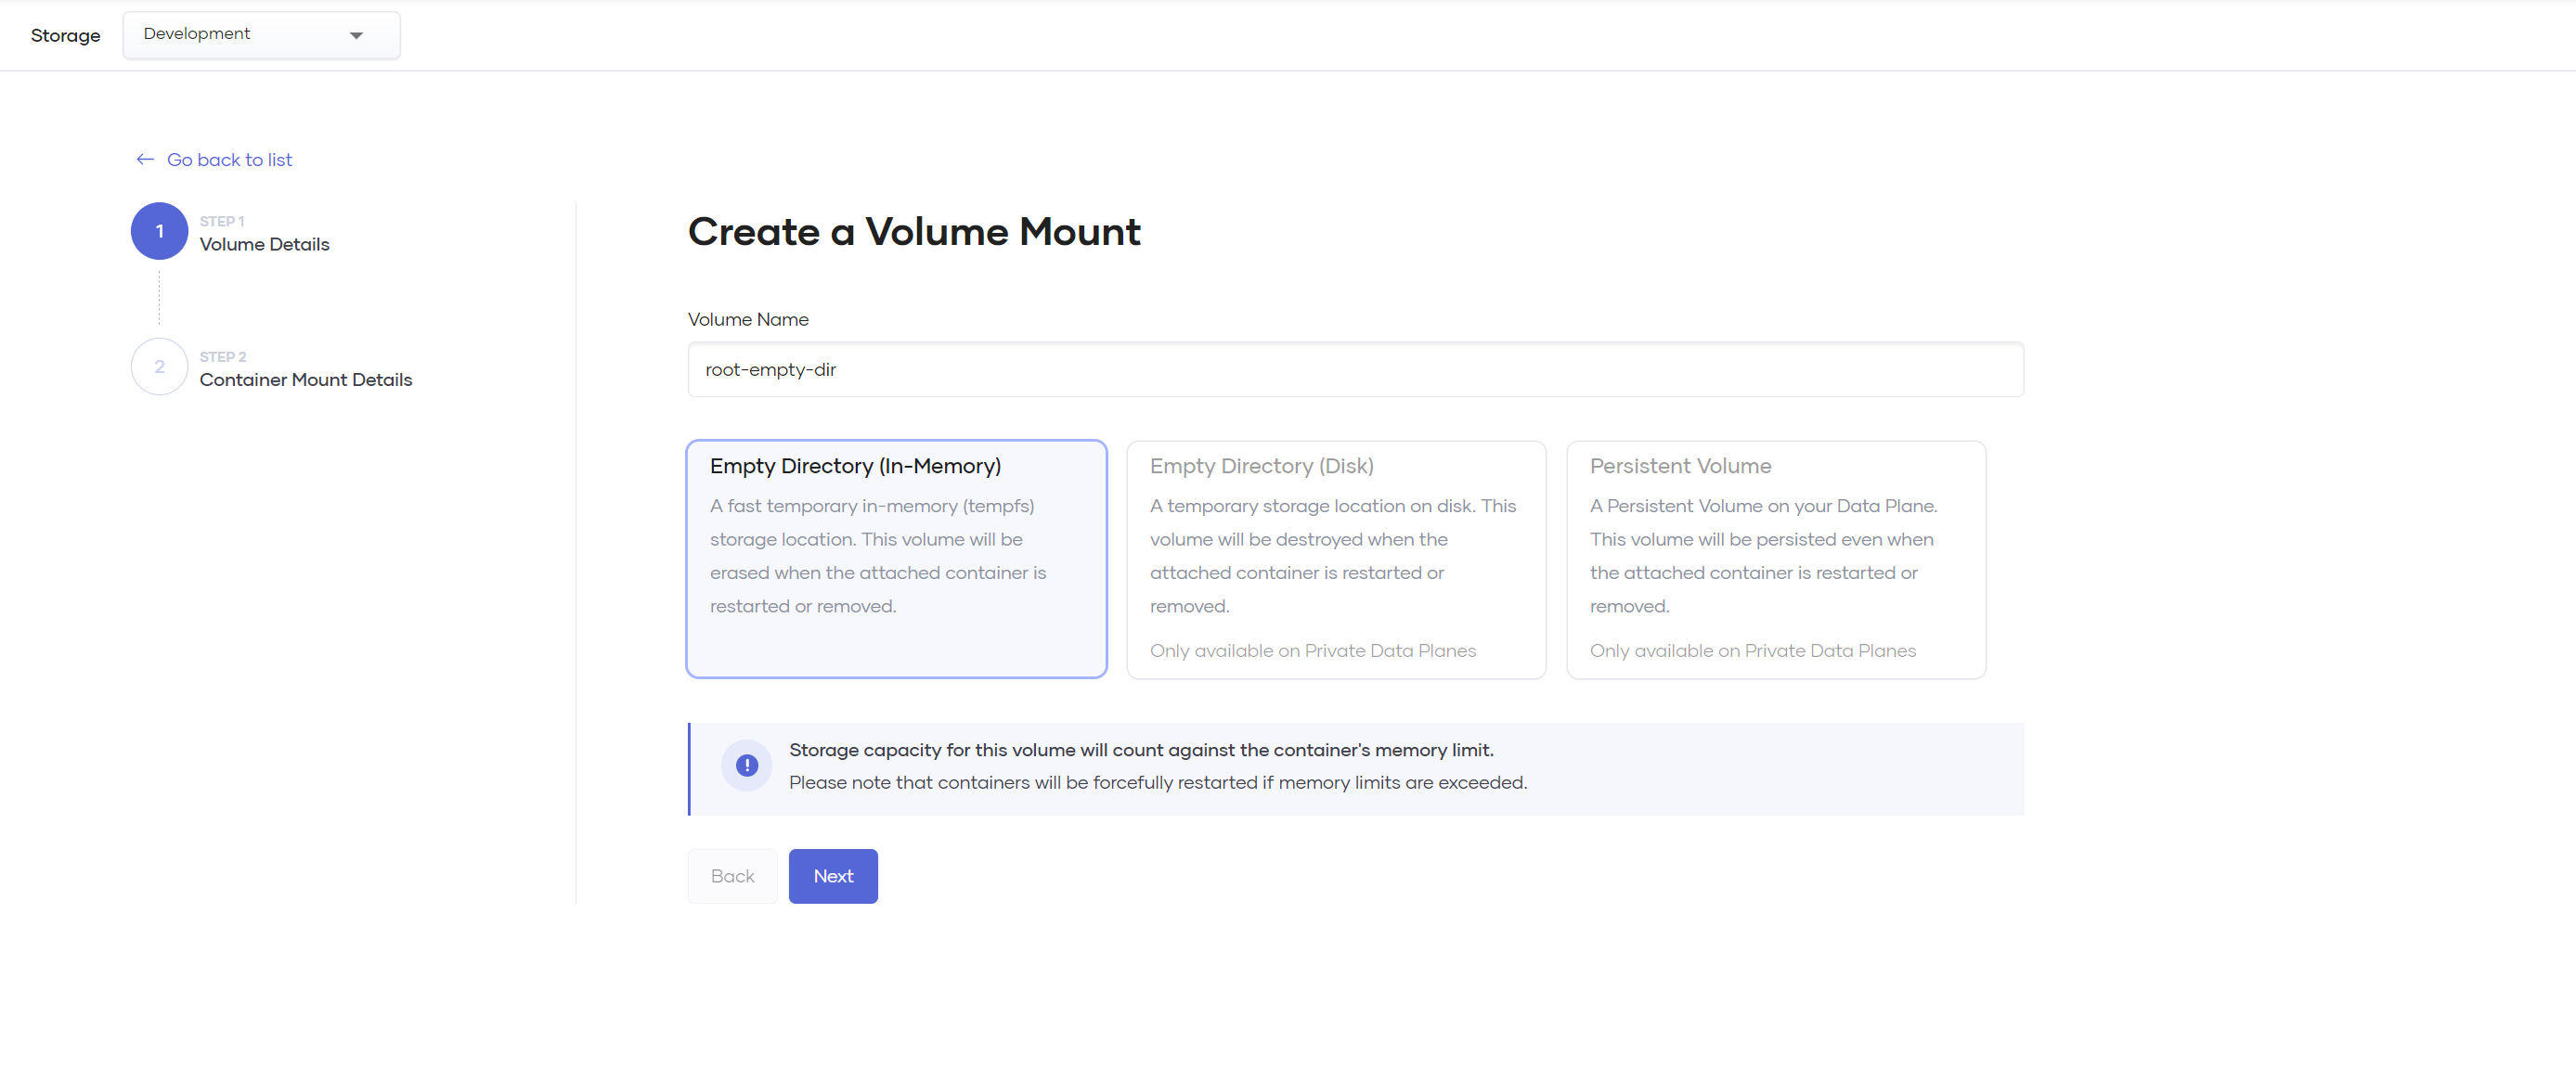 Storage
Development
Go back to list
1
STEP 1
Volume Details
2
STEP 2
Container Mount Details
Create a Volume Mount
Volume Name
root-empty-dir
Empty Directory (In-Memory)
A fast temporary in-memory (tempfs)
storage location. This volume will be
erased when the attached container is
restarted or removed.
Empty Directory (Disk)
A temporary storage location on disk. This
volume will be destroyed when the
attached container is restarted or
removed.
Only available on Private Data Planes
Persistent Volume
A Persistent Volume on your Data Plane.
This volume will be persisted even when
the attached container is restarted or
removed.
Only available on Private Data Planes
Storage capacity for this volume will count against the container's memory limit.
Please note that containers will be forcefully restarted if memory limits are exceeded.
Back
Next